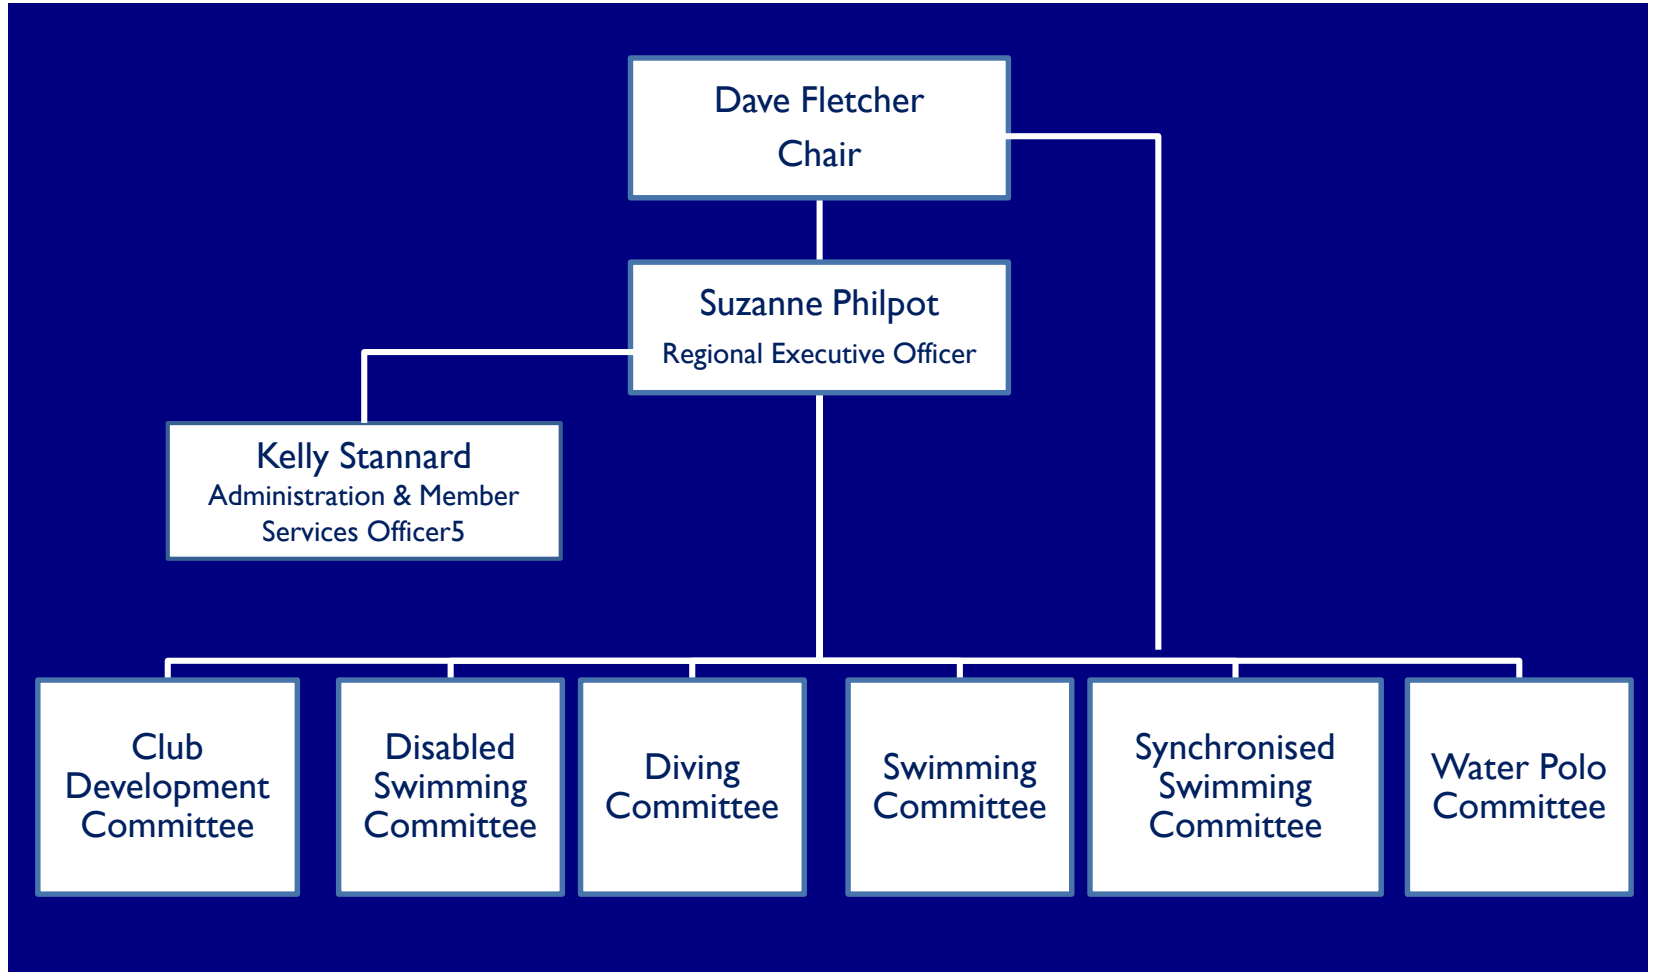 Dave Fletcher
Chair
Suzanne Philpot
Regional Executive Officer
Kelly Stannard
Administration & Member
Services Officer5
Club
Development
Committee
Disabled
Swimming
Committee
Diving
Committee
Swimming
Committee
Synchronised
Swimming
Committee
Water Polo
Committee